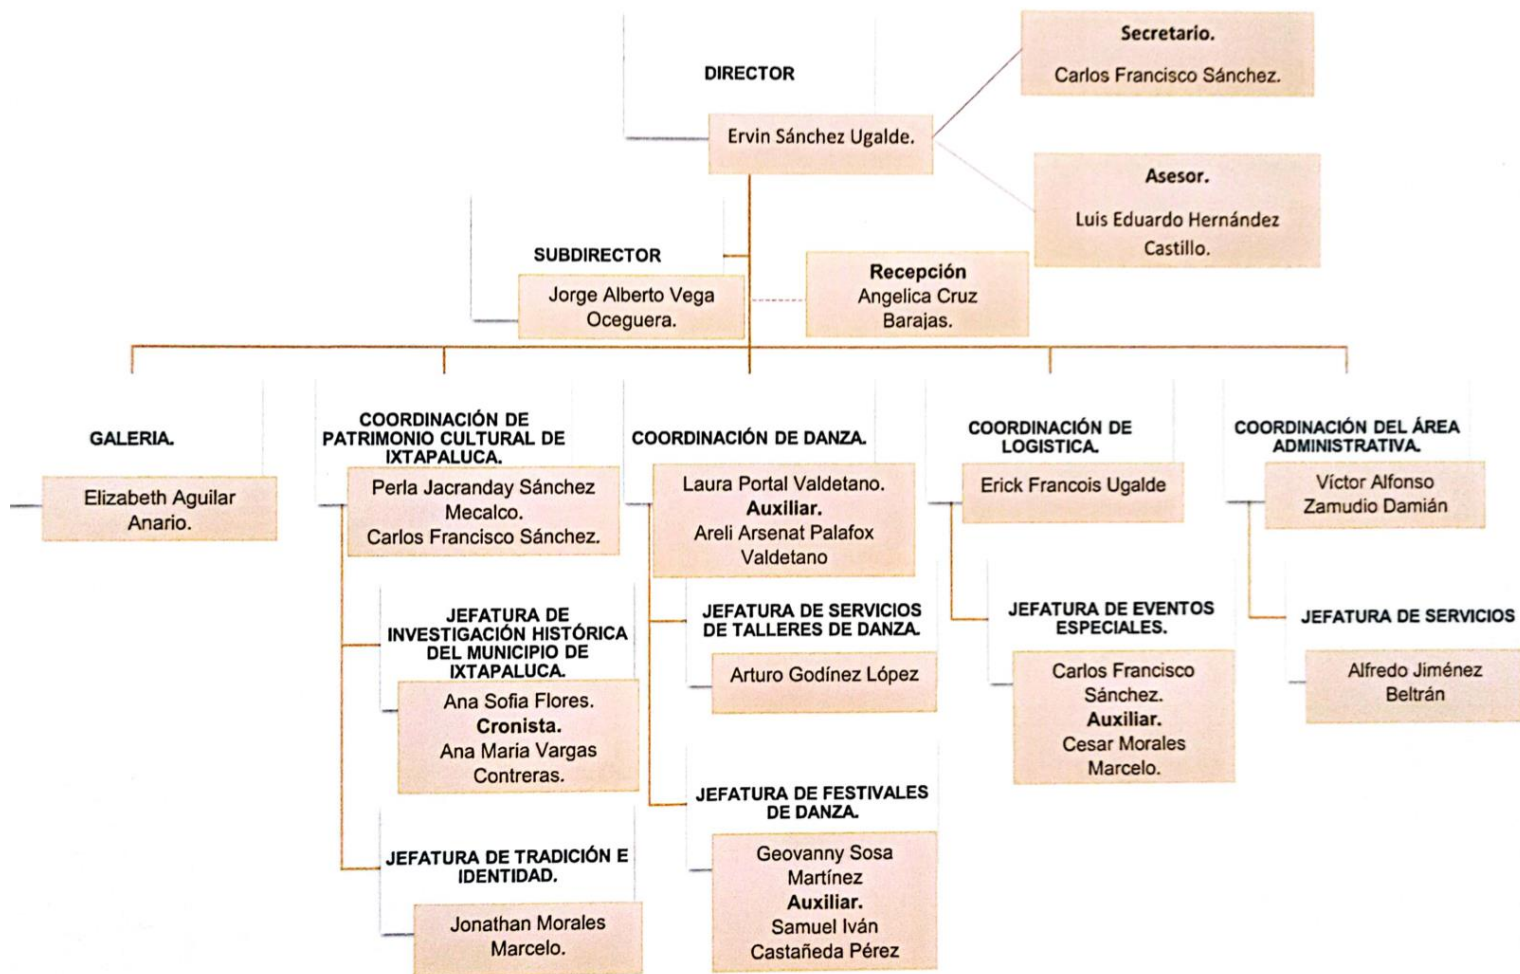 DIRECTOR
Ervin Sánchez Ugalde.
Secretario.
Carlos Francisco Sánchez.
Asesor.
Luis Eduardo Hernández
Castillo.
SUBDIRECTOR
Jorge Alberto Vega
Oceguera.
Recepción
Angelica Cruz
Barajas.
GALERIA.
Elizabeth Aguilar
Anario.
COORDINACIÓN DE
PATRIMONIO CULTURAL DE
IXTAPALUCA.
Perla Jacranday Sánchez
Mecalco.
Carlos Francisco Sánchez.
JEFATURA DE
INVESTIGACIÓN HISTÓRICA
DEL MUNICIPIO DE
IXTAPALUCA.
Ana Sofia Flores.
Cronista.
Ana Maria Vargas
Contreras.
JEFATURA DE TRADICIÓN E
IDENTIDAD.
Jonathan Morales
Marcelo.
COORDINACIÓN DE DANZA.
Laura Portal Valdetano.
Auxiliar.
Areli Arsenat Palafox
Valdetano
JEFATURA DE SERVICIOS
DE TALLERES DE DANZA.
Arturo Godínez López
JEFATURA DE FESTIVALES
DE DANZA.
Geovanny Sosa
Martínez
Auxiliar.
Samuel Iván
Castañeda Pérez
COORDINACIÓN DE
LOGISTICA.
Erick Francois Ugalde
JEFATURA DE EVENTOS
ESPECIALES.
Carlos Francisco
Sánchez.
Auxiliar.
Cesar Morales
Marcelo.
COORDINACIÓN DEL ÁREA
ADMINISTRATIVA.
Víctor Alfonso
Zamudio Damián
JEFATURA DE SERVICIOS
Alfredo Jiménez
Beltrán